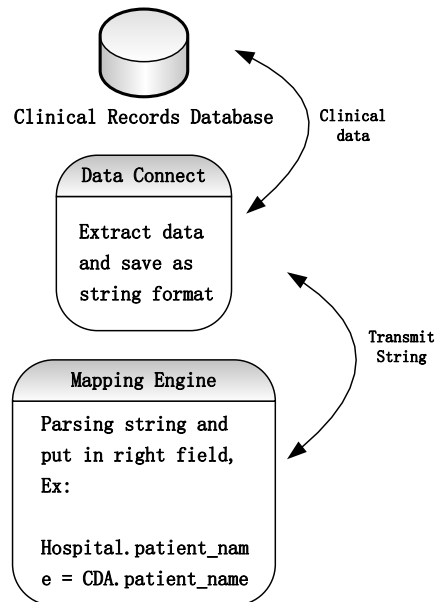 Clinical Records Database
Clinical
data
Data Connect
Extract data
and save as
string format
Transmit
String
Mapping Engine
Parsing string and
put in right field,
Ex:
Hospital.patient_nam
e = CDA.patient_name